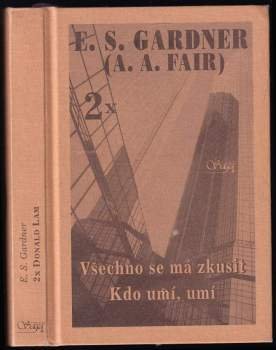 E. S. GARDNER
(A. A. FAIR)
2x
Všechno se má zkusit
Kdo umí, umí
E. S. Gardner
2x DONALD LAM